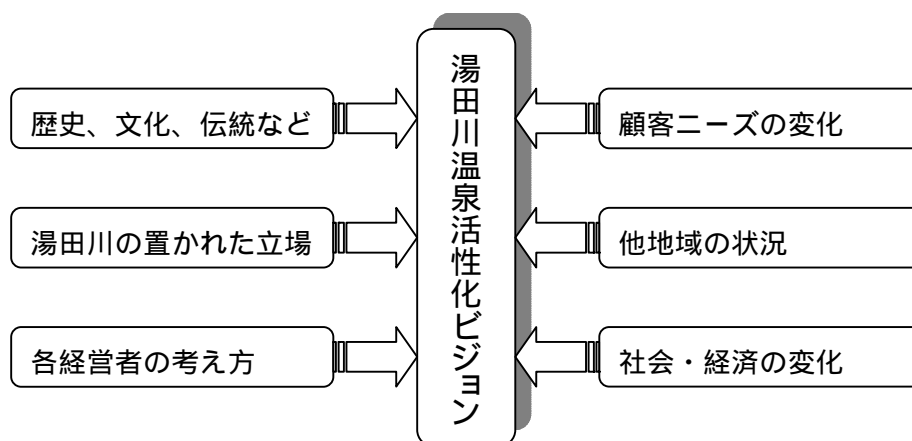 湯田川温泉活性化ビジョン
歴史、文化、伝統など
湯田川の置かれた立場
各経営者の考え方
顧客ニーズの変化
他地域の状況
社会・経済の変化